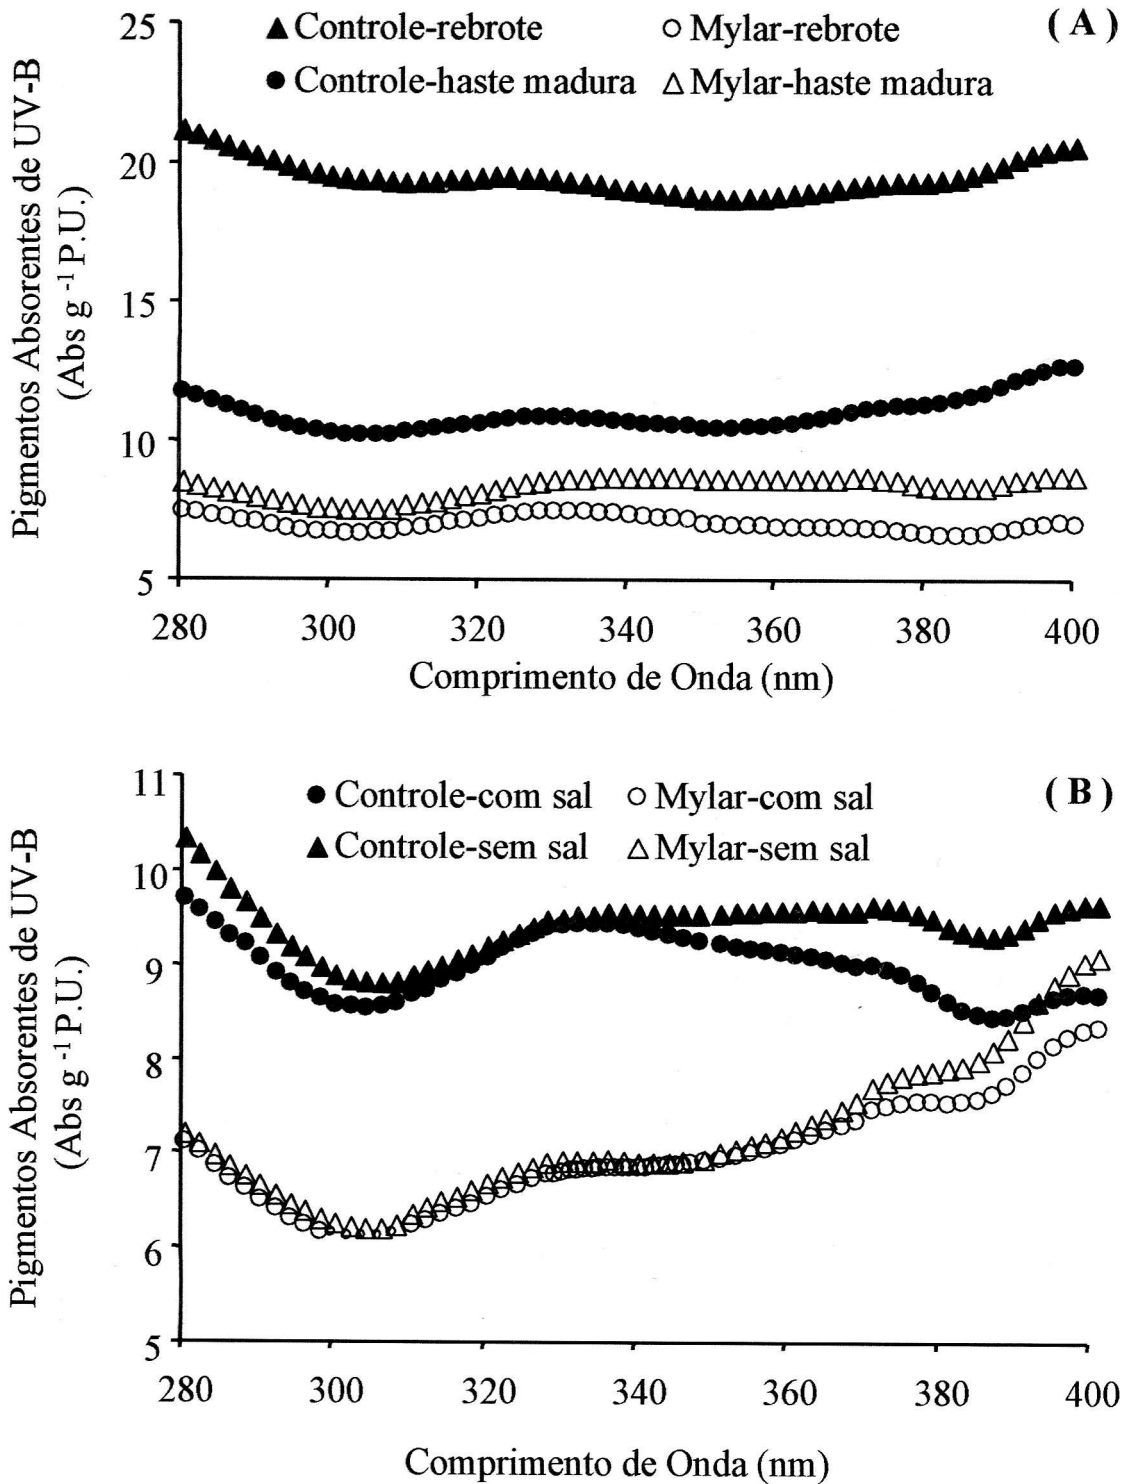 25
▲ Controle-rebrote ○ Mylar-rebrote ( A )
● Controle-haste madura △ Mylar-haste madura
20
15
10
5
Pigmentos Absorentes de UV-B
(Abs g -1 P.U.)
280 300 320 340 360 380 400
Comprimento de Onda (nm)
11
● Controle-com sal ○ Mylar-com sal ( B )
▲ Controle-sem sal △ Mylar-sem sal
10
9
8
7
6
5
Pigmentos Absorentes de UV-B
(Abs g -1 P.U.)
280 300 320 340 360 380 400
Comprimento de Onda (nm)